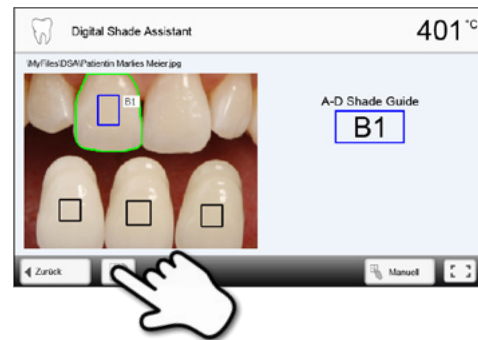 Digital Shade Assistant
401 °C
\MyFiles\DSA\Patientin Marlies Meier.jpg
B1
A-D Shade Guide
B1
Zurück
Manuell